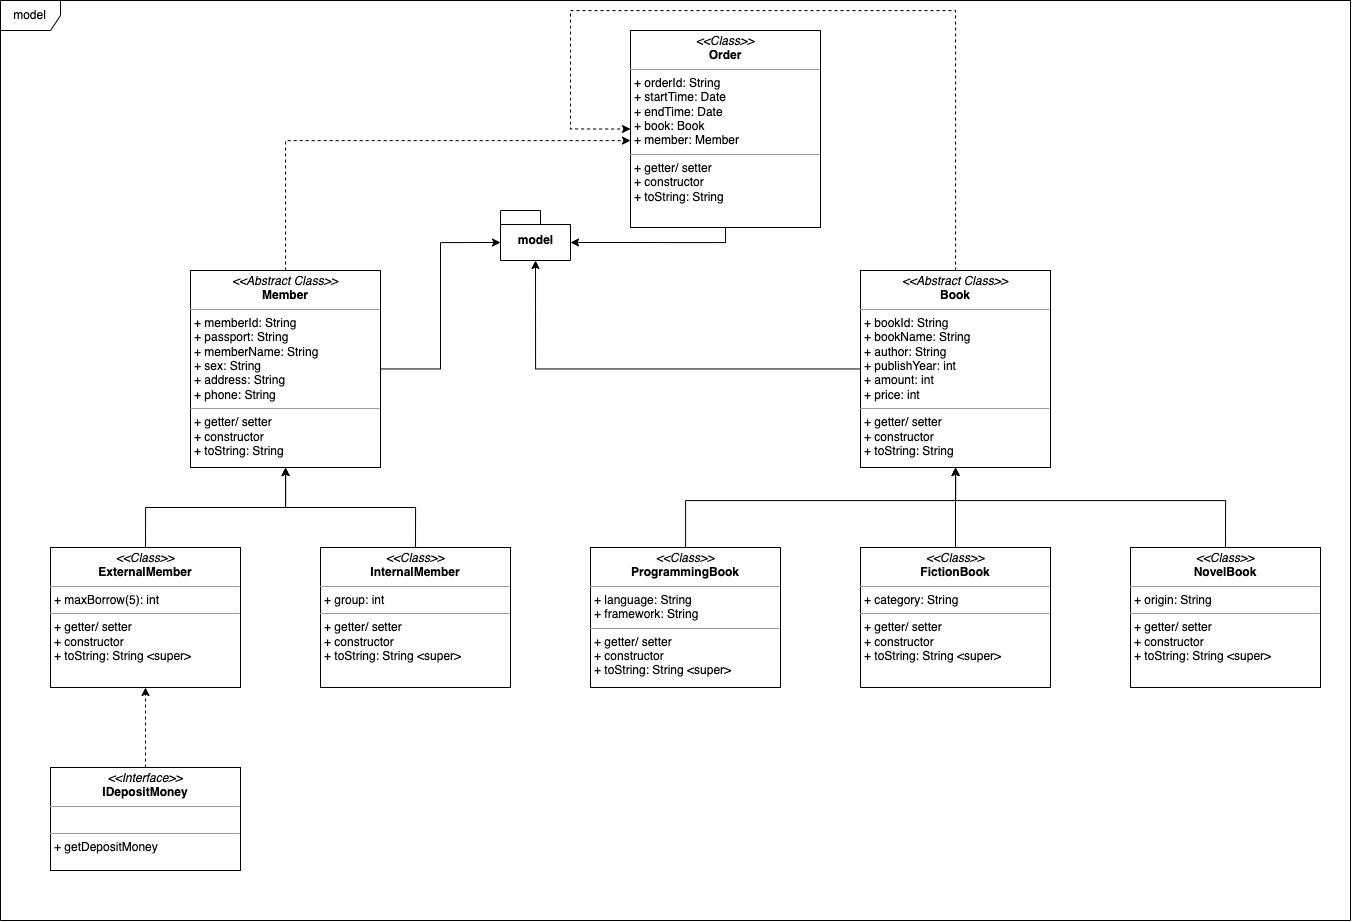 model
<<Class>>
Order
+ orderId: String
+ startTime: Date
+ endTime: Date
+ book: Book
+ member: Member
+ getter/ setter
+ constructor
+ toString: String
model
<<Abstract Class>>
Member
+ memberId: String
+ passport: String
+ memberName: String
+ sex: String
+ address: String
+ phone: String
+ getter/ setter
+ constructor
+ toString: String
<<Abstract Class>>
Book
+ bookId: String
+ bookName: String
+ author: String
+ publishYear: int
+ amount: int
+ price: int
+ getter/ setter
+ constructor
+ toString: String
<<Class>>
ExternalMember
+ maxBorrow(5): int
+ getter/ setter
+ constructor
+ toString: String <super>
<<Class>>
InternalMember
+ group: int
+ getter/ setter
+ constructor
+ toString: String <super>
<<Class>>
ProgrammingBook
+ language: String
+ framework: String
+ getter/ setter
+ constructor
+ toString: String <super>
<<Class>>
FictionBook
+ category: String
+ getter/ setter
+ constructor
+ toString: String <super>
<<Class>>
NovelBook
+ origin: String
+ getter/ setter
+ constructor
+ toString: String <super>
<<Interface>>
IDepositMoney
+ getDepositMoney